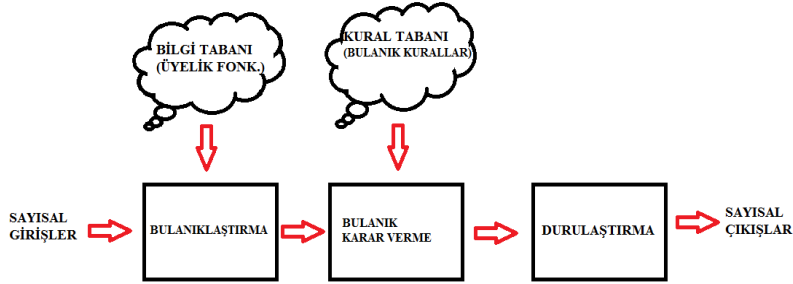 BİLGİ TABANI
(ÜYELİK FONK.)
KURAL TABANI
(BULANIK KURALLAR)
SAYISAL
GİRİŞLER
BULANIKLAŞTIRMA
BULANIK
KARAR VERME
DURULAŞTIRMA
SAYISAL
ÇIKIŞLAR